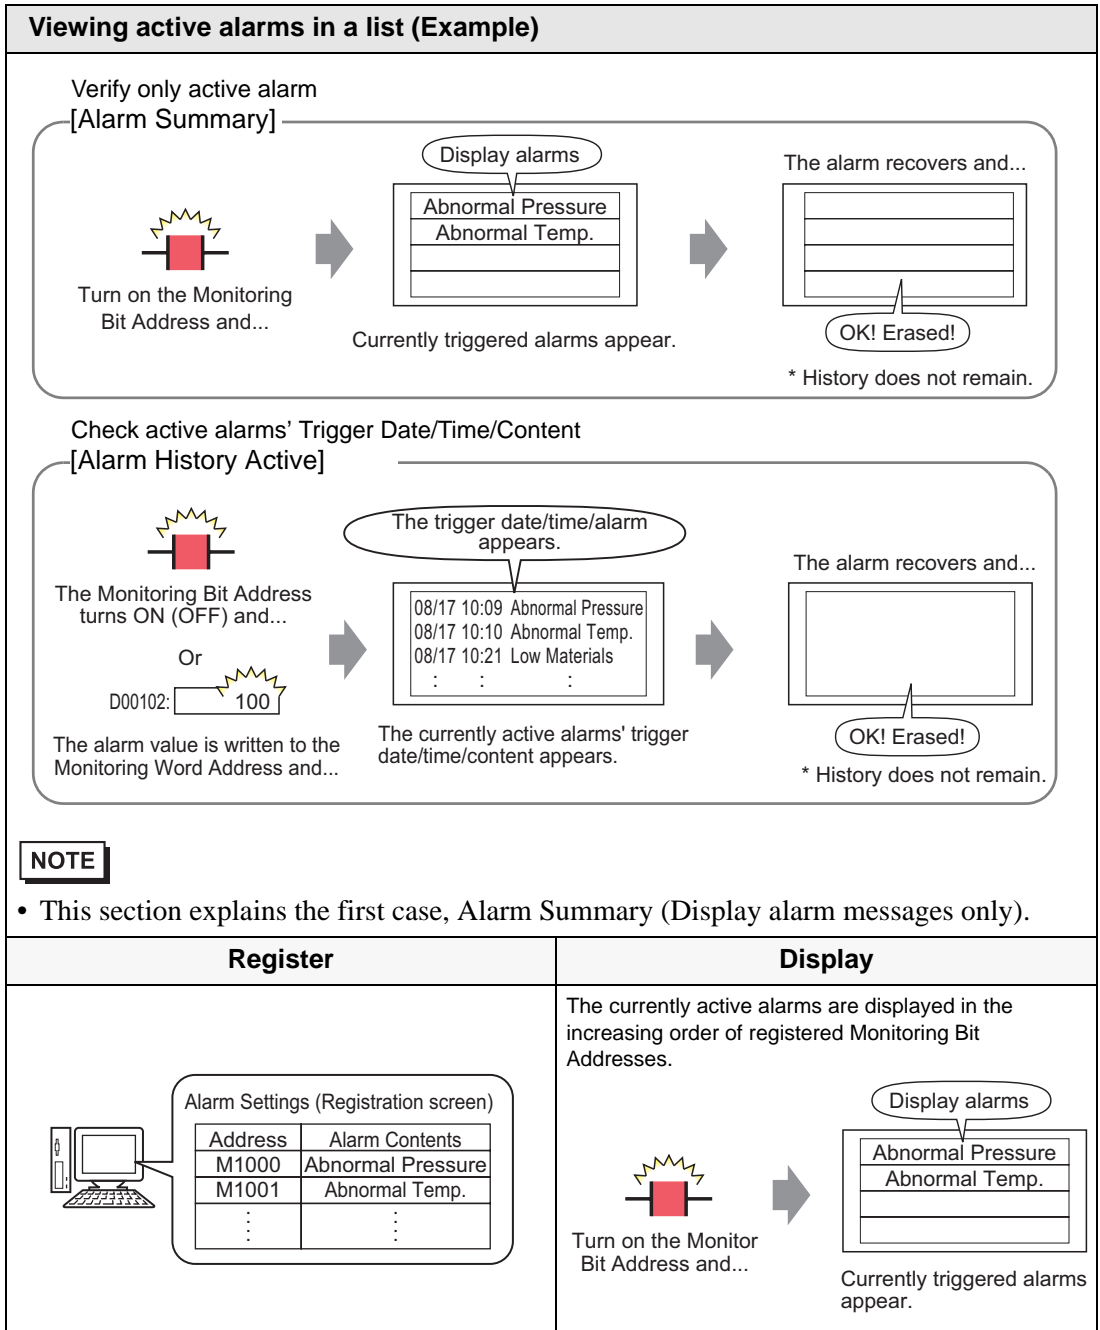 Viewing active alarms in a list (Example)
Verify only active alarm
[Alarm Summary]
Display alarms
The alarm recovers and...
Abnormal Pressure
Abnormal Temp.
Turn on the Monitoring
Bit Address and...
Currently triggered alarms appear.
OK! Erased!
* History does not remain.
Check active alarms’ Trigger Date/Time/Content
[Alarm History Active]
The trigger date/time/alarm
appears.
The alarm recovers and...
The Monitoring Bit Address
turns ON (OFF) and...
Or
D00102: 100
The alarm value is written to the
Monitoring Word Address and...
08/17 10:09 Abnormal Pressure
08/17 10:10 Abnormal Temp.
08/17 10:21 Low Materials
: : :
The currently active alarms' trigger
date/time/content appears.
OK! Erased!
* History does not remain.
NOTE
• This section explains the first case, Alarm Summary (Display alarm messages only).
Register Display
Alarm Settings (Registration screen)
Address Alarm Contents
M1000 Abnormal Pressure
M1001 Abnormal Temp.
: :
: :
The currently active alarms are displayed in the
increasing order of registered Monitoring Bit
Addresses.
Display alarms
Abnormal Pressure
Abnormal Temp.
Turn on the Monitor
Bit Address and...
Currently triggered alarms
appear.